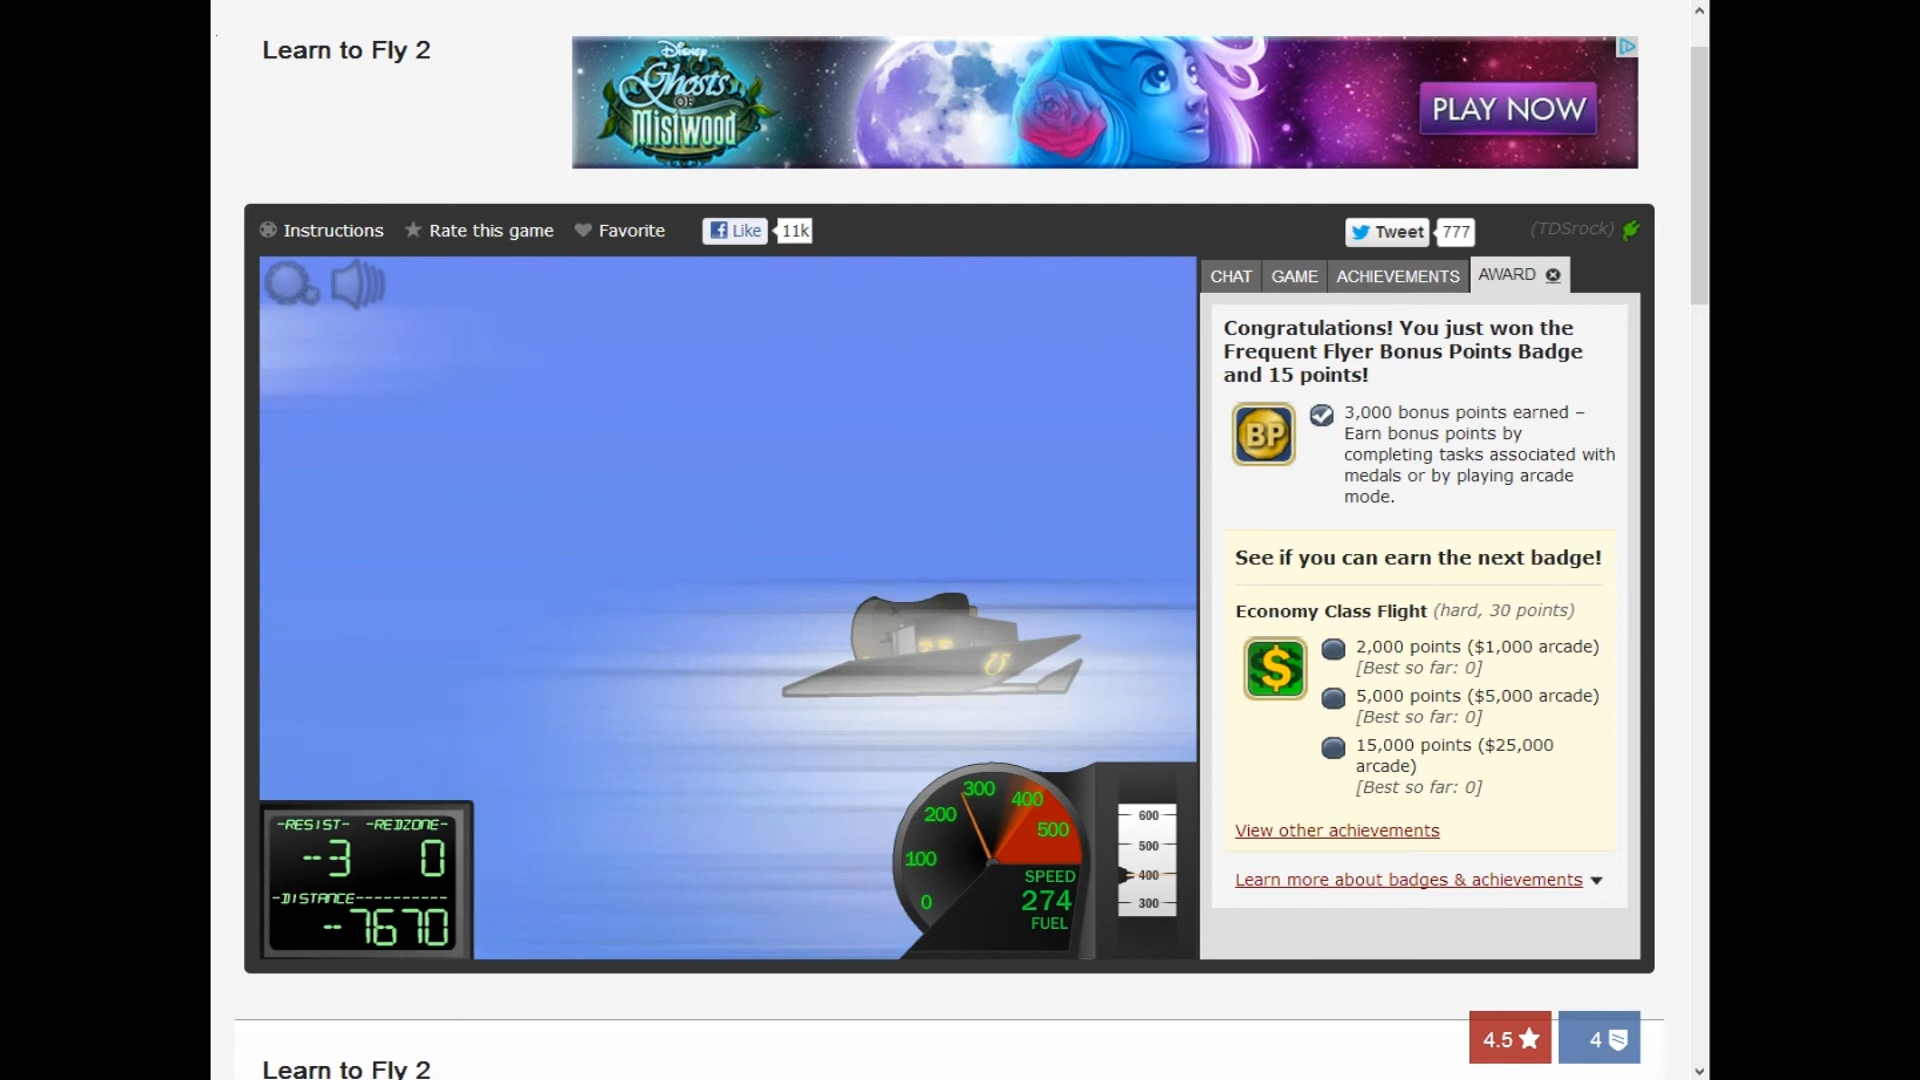 Learn to Fly 2
Disney
Ghosts
OF
Mistwood
PLAY NOW
Instructions
Rate this game
Favorite
Like
11k
Tweet
777
(TDSrock)
CHAT
GAME
ACHIEVEMENTS
AWARD
Congratulations! You just won the
Frequent Flyer Bonus Points Badge
and 15 points!
BP
3,000 bonus points earned –
Earn bonus points by
completing tasks associated with
medals or by playing arcade
mode.
See if you can earn the next badge!
Economy Class Flight (hard, 30 points)
$
2,000 points ($1,000 arcade)
[Best so far: 0]
5,000 points ($5,000 arcade)
[Best so far: 0]
15,000 points ($25,000
arcade)
[Best so far: 0]
View other achievements
Learn more about badges & achievements
-RESIST- -REDZONE-
--3 0
-DISTANCE----------
-7670
0
100
200
300
400
500
SPEED
274
FUEL
600
500
400
300
4.5
4
Learn to Fly 2